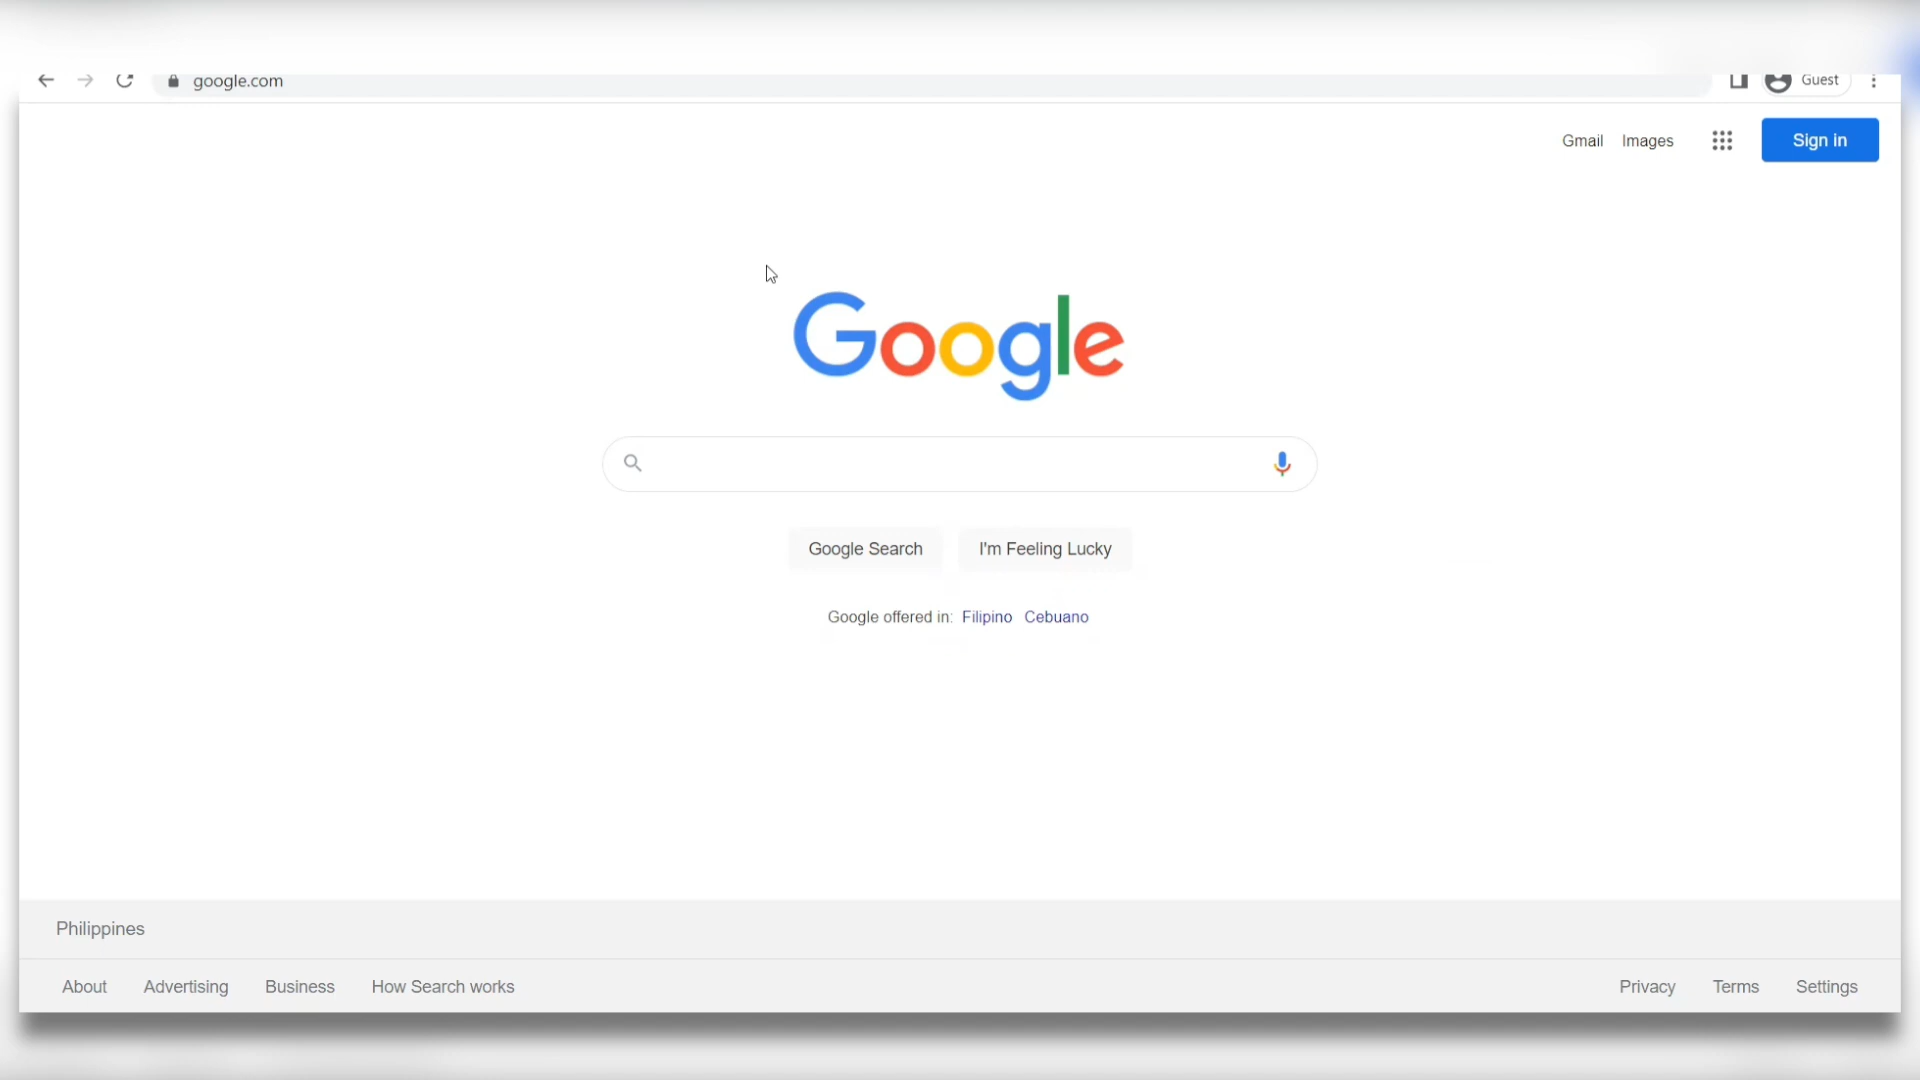 google.com
Guest
Gmail Images
Sign in
Google
Google Search I'm Feeling Lucky
Google offered in: Filipino Cebuano
Philippines
About Advertising Business How Search works
Privacy Terms Settings